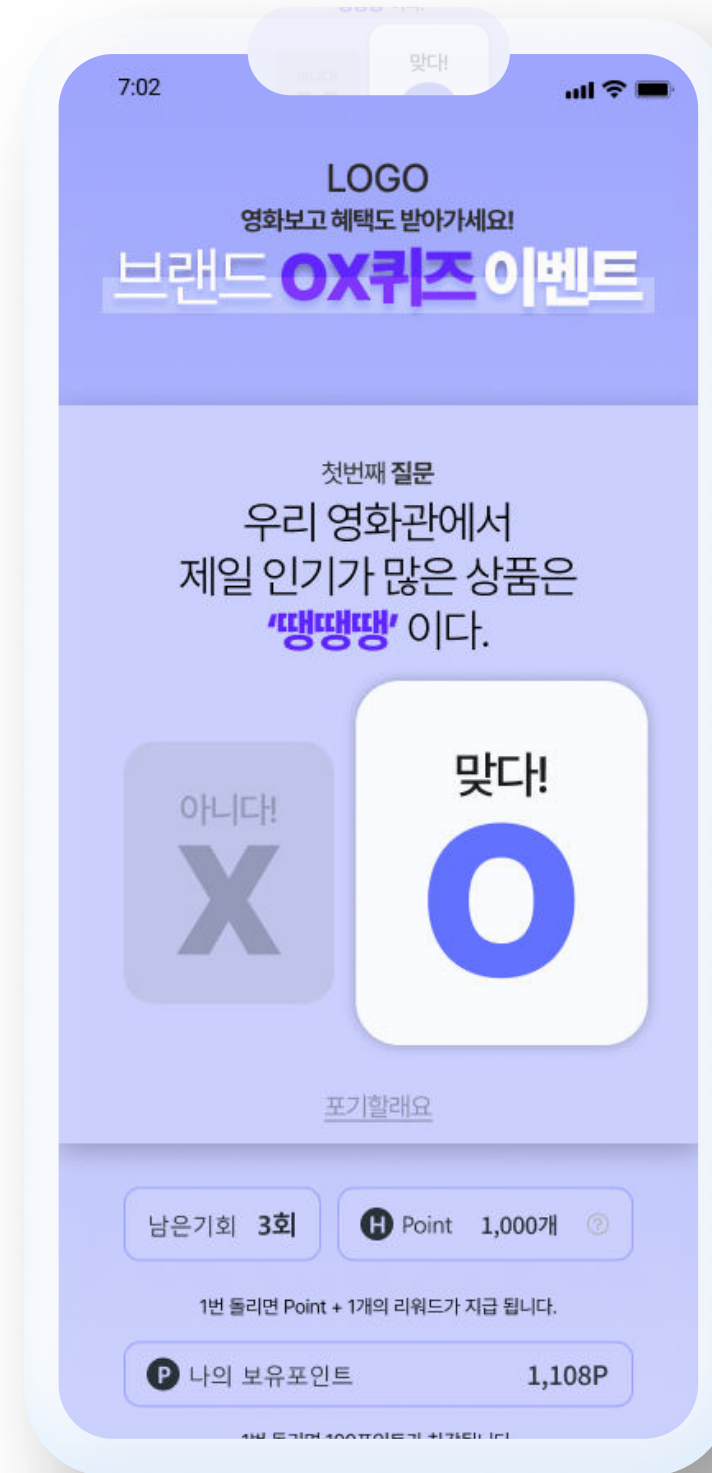 맞다!
7:02
LOGO
영화보고 혜택도 받아가세요!
브랜드 OX퀴즈 이벤트
첫번째 질문
우리 영화관에서
제일 인기가 많은 상품은
‘땡땡땡’ 이다.
아니다!
X
맞다!
O
포기할래요
남은기회 3회
H Point 1,000개 ?
1번 돌리면 Point + 1개의 리워드가 지급 됩니다.
P 나의 보유포인트 1,108P